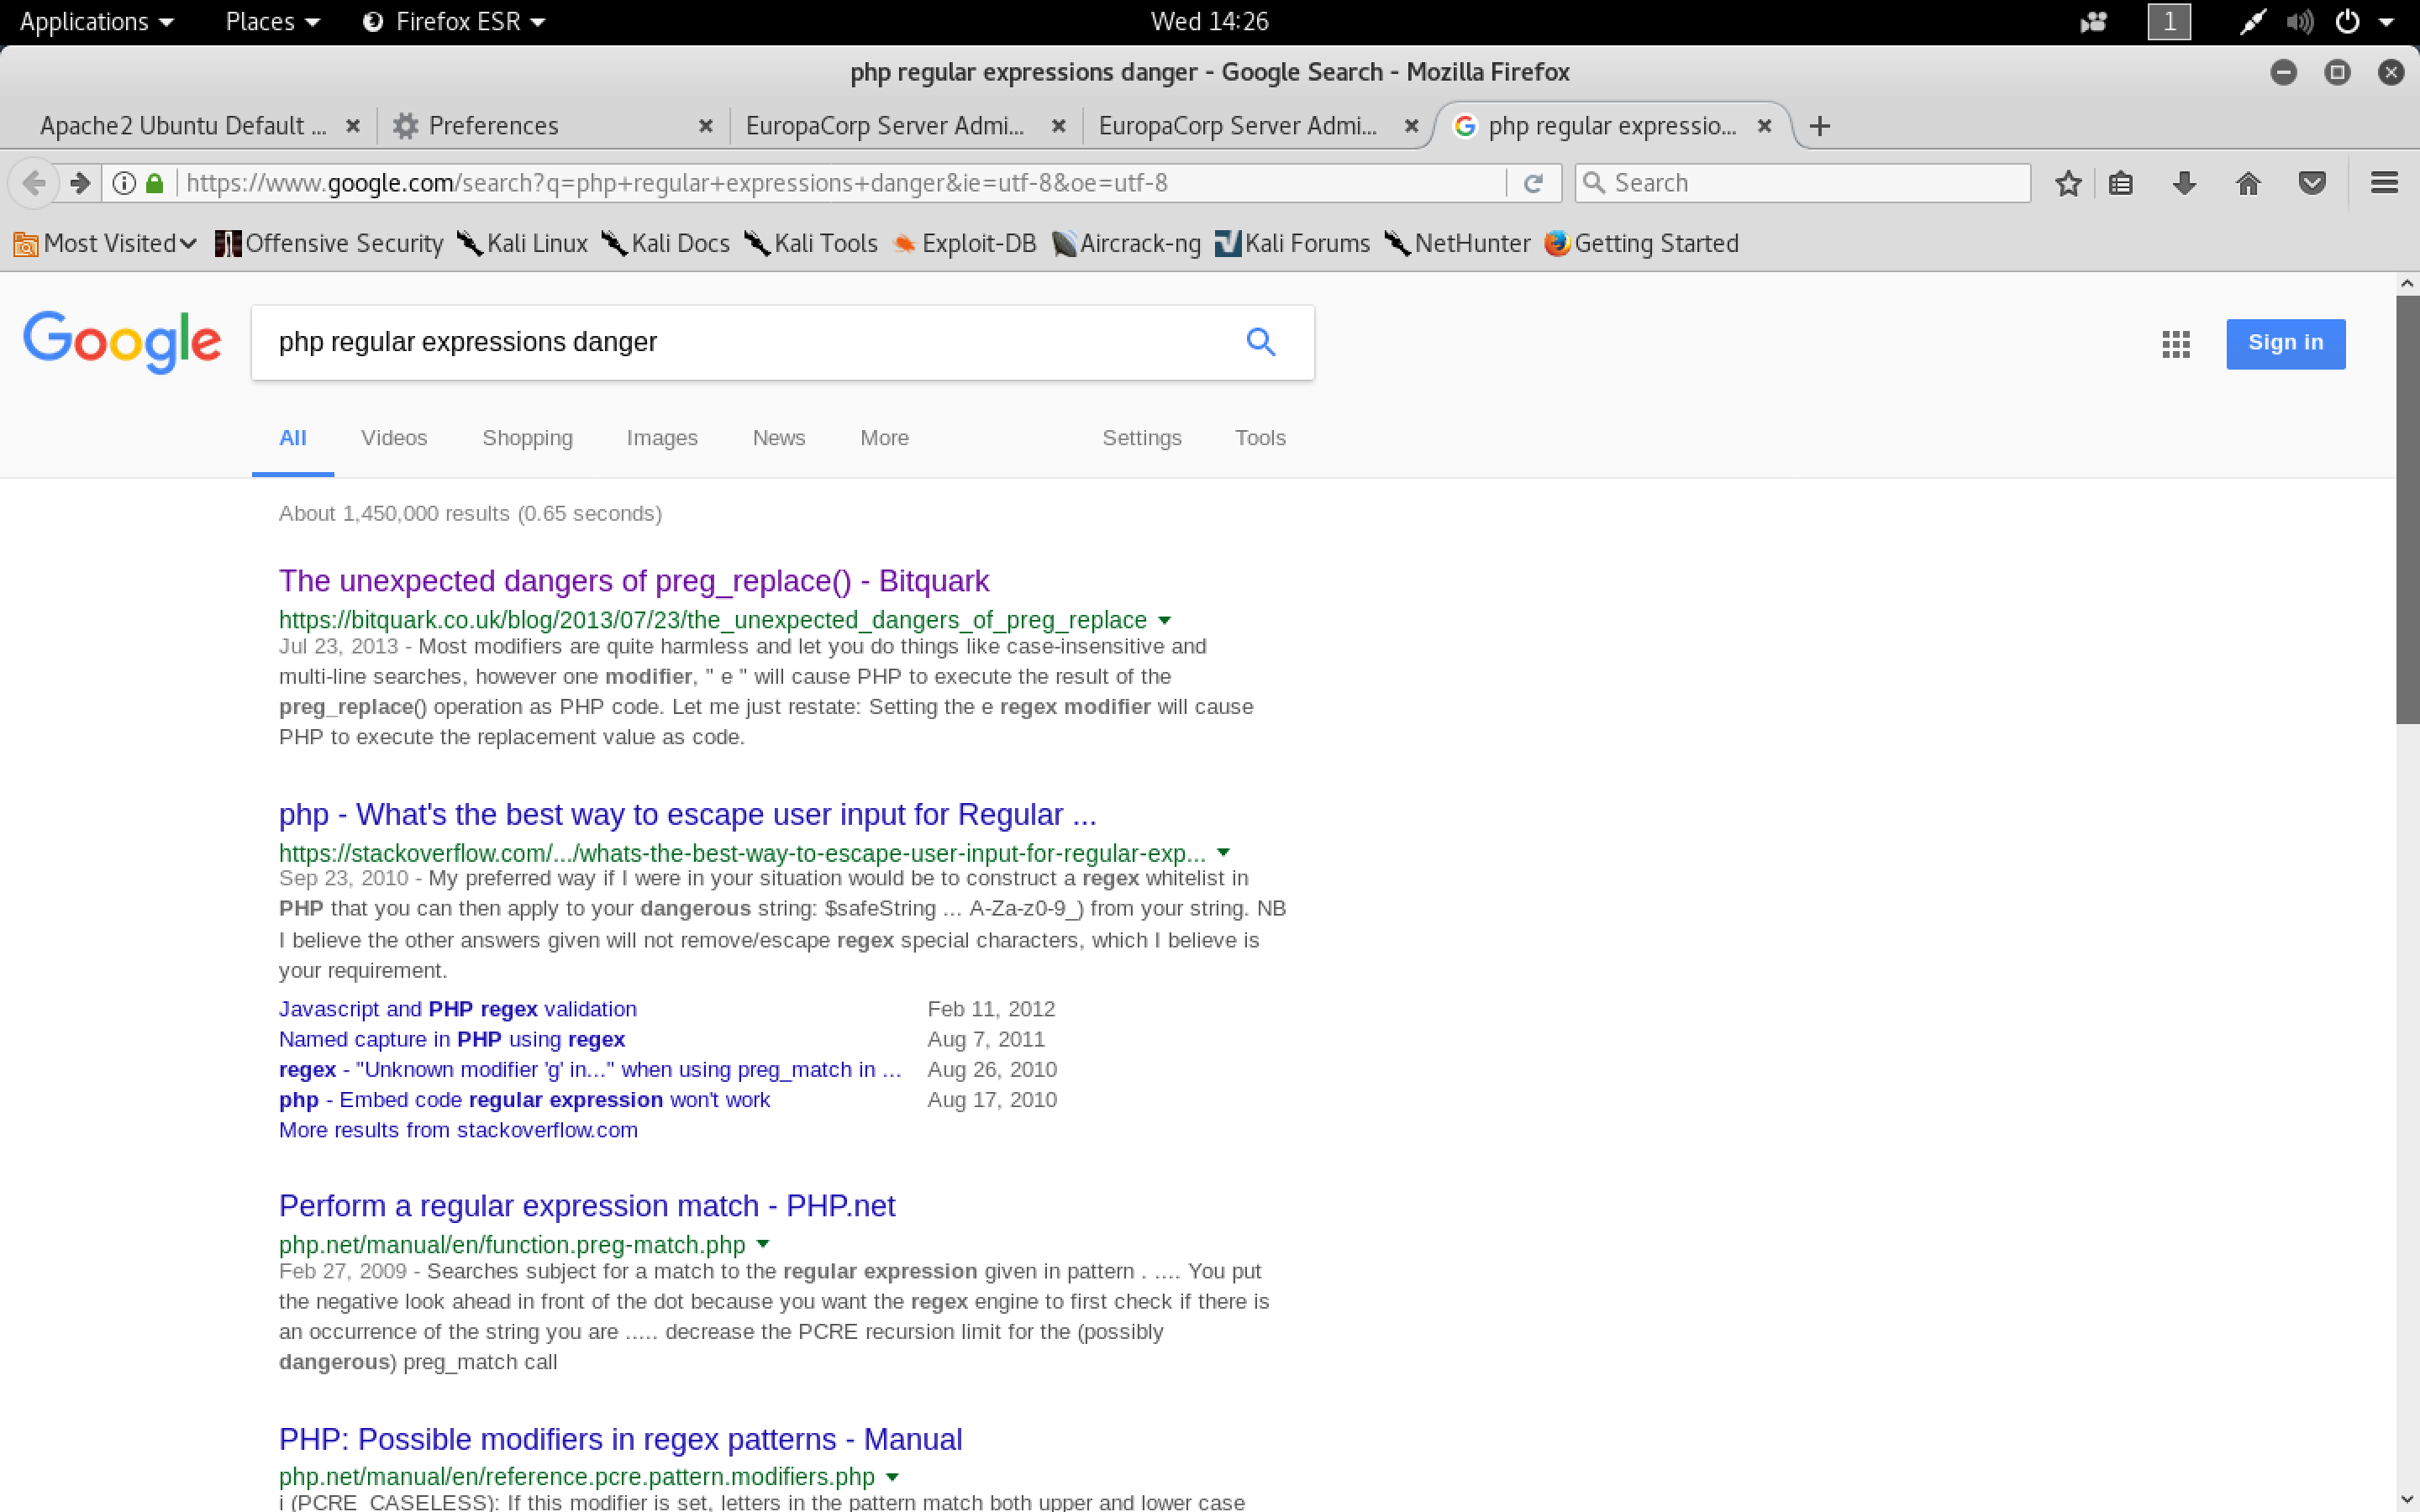 Applications Places Firefox ESR Wed 14:26 1
php regular expressions danger - Google Search - Mozilla Firefox
Apache2 Ubuntu Default ... Preferences EuropaCorp Server Admi... EuropaCorp Server Admi... php regular expressio...
https://www.google.com/search?q=php+regular+expressions+danger&ie=utf-8&oe=utf-8 Search
Most Visited Offensive Security Kali Linux Kali Docs Kali Tools Exploit-DB Aircrack-ng Kali Forums NetHunter Getting Started
Google php regular expressions danger Sign in
All Videos Shopping Images News More Settings Tools
About 1,450,000 results (0.65 seconds)
The unexpected dangers of preg_replace() - Bitquark
https://bitquark.co.uk/blog/2013/07/23/the_unexpected_dangers_of_preg_replace
Jul 23, 2013 - Most modifiers are quite harmless and let you do things like case-insensitive and
multi-line searches, however one modifier, " e " will cause PHP to execute the result of the
preg_replace() operation as PHP code. Let me just restate: Setting the e regex modifier will cause
PHP to execute the replacement value as code.
php - What's the best way to escape user input for Regular ...
https://stackoverflow.com/.../whats-the-best-way-to-escape-user-input-for-regular-exp...
Sep 23, 2010 - My preferred way if I were in your situation would be to construct a regex whitelist in
PHP that you can then apply to your dangerous string: $safeString ... A-Za-z0-9_) from your string. NB
I believe the other answers given will not remove/escape regex special characters, which I believe is
your requirement.
Javascript and PHP regex validation Feb 11, 2012
Named capture in PHP using regex Aug 7, 2011
regex - "Unknown modifier 'g' in..." when using preg_match in ... Aug 26, 2010
php - Embed code regular expression won't work Aug 17, 2010
More results from stackoverflow.com
Perform a regular expression match - PHP.net
php.net/manual/en/function.preg-match.php
Feb 27, 2009 - Searches subject for a match to the regular expression given in pattern . .... You put
the negative look ahead in front of the dot because you want the regex engine to first check if there is
an occurrence of the string you are ..... decrease the PCRE recursion limit for the (possibly
dangerous) preg_match call
PHP: Possible modifiers in regex patterns - Manual
php.net/manual/en/reference.pcre.pattern.modifiers.php
i (PCRE_CASELESS): If this modifier is set, letters in the pattern match both upper and lower case